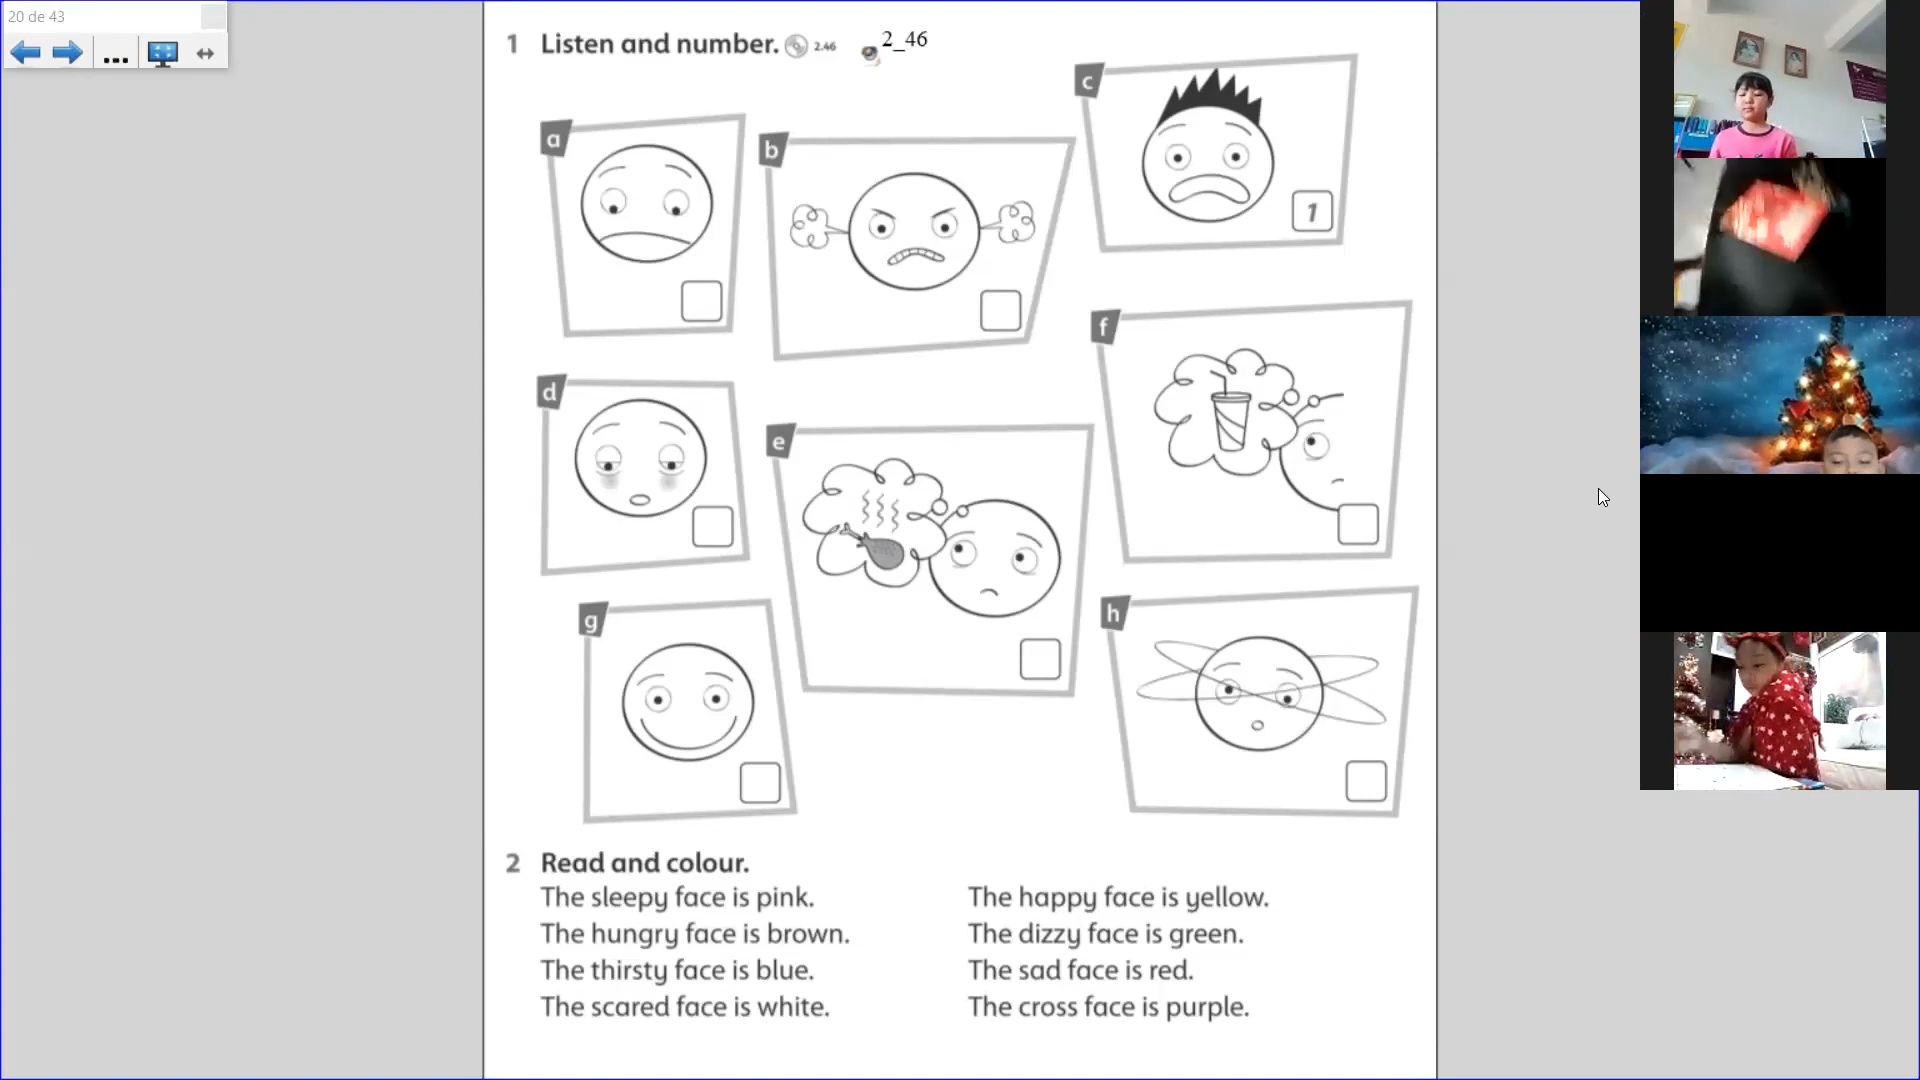 20 de 43
...
1 Listen and number. 2.46 2_46
a
b
c
1
d
e
f
g
h
2 Read and colour.
The sleepy face is pink.
The hungry face is brown.
The thirsty face is blue.
The scared face is white.
The happy face is yellow.
The dizzy face is green.
The sad face is red.
The cross face is purple.